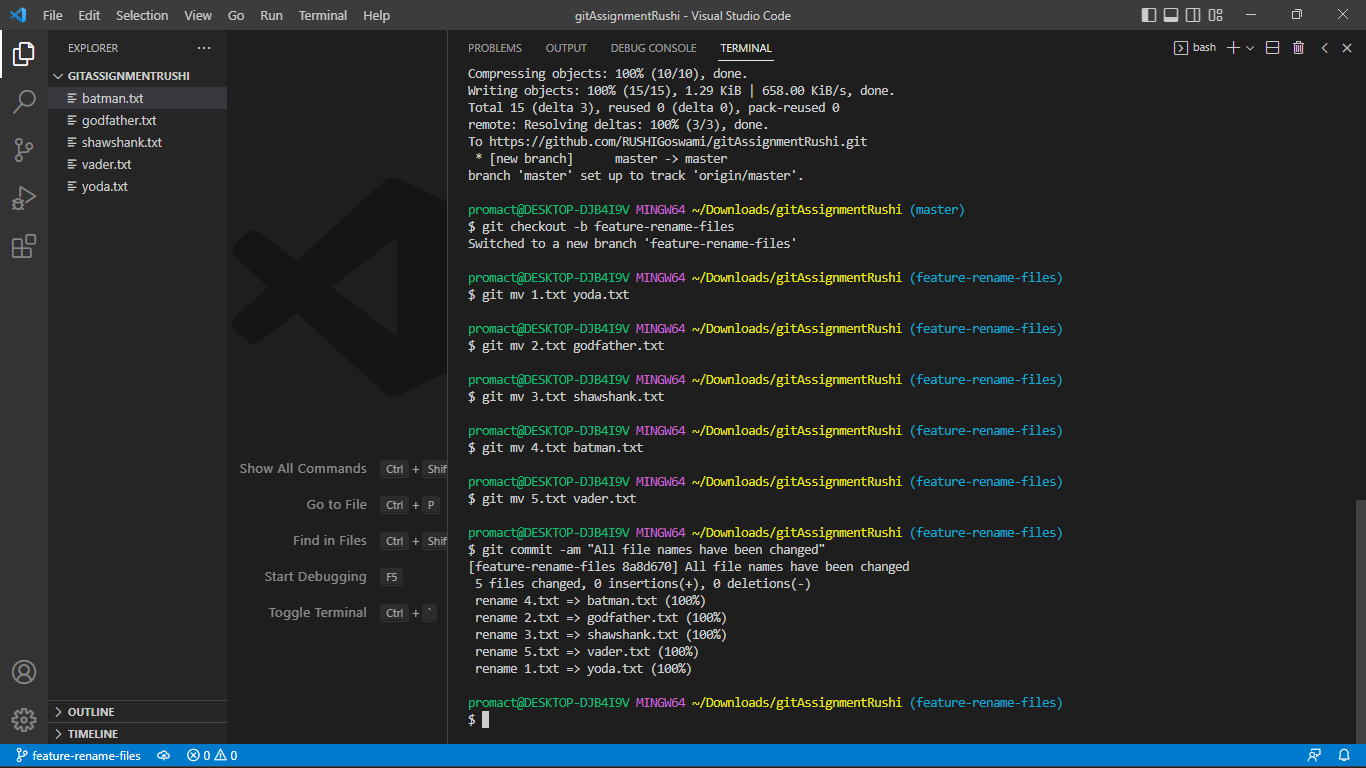 File Edit Selection View Go Run Terminal Help
gitAssignmentRushi - Visual Studio Code
EXPLORER
GITASSIGNMENTRUSHI
batman.txt
godfather.txt
shawshank.txt
vader.txt
yoda.txt
OUTLINE
TIMELINE
Show All Commands Ctrl + Shif
Go to File Ctrl + P
Find in Files Ctrl + Shif
Start Debugging F5
Toggle Terminal Ctrl + `
PROBLEMS OUTPUT DEBUG CONSOLE TERMINAL
bash
Compressing objects: 100% (10/10), done.
Writing objects: 100% (15/15), 1.29 KiB | 658.00 KiB/s, done.
Total 15 (delta 3), reused 0 (delta 0), pack-reused 0
remote: Resolving deltas: 100% (3/3), done.
To https://github.com/RUSHIGoswami/gitAssignmentRushi.git
 * [new branch]      master -> master
branch 'master' set up to track 'origin/master'.
promact@DESKTOP-DJB4I9V MINGW64 ~/Downloads/gitAssignmentRushi (master)
$ git checkout -b feature-rename-files
Switched to a new branch 'feature-rename-files'
promact@DESKTOP-DJB4I9V MINGW64 ~/Downloads/gitAssignmentRushi (feature-rename-files)
$ git mv 1.txt yoda.txt
promact@DESKTOP-DJB4I9V MINGW64 ~/Downloads/gitAssignmentRushi (feature-rename-files)
$ git mv 2.txt godfather.txt
promact@DESKTOP-DJB4I9V MINGW64 ~/Downloads/gitAssignmentRushi (feature-rename-files)
$ git mv 3.txt shawshank.txt
promact@DESKTOP-DJB4I9V MINGW64 ~/Downloads/gitAssignmentRushi (feature-rename-files)
$ git mv 4.txt batman.txt
promact@DESKTOP-DJB4I9V MINGW64 ~/Downloads/gitAssignmentRushi (feature-rename-files)
$ git mv 5.txt vader.txt
promact@DESKTOP-DJB4I9V MINGW64 ~/Downloads/gitAssignmentRushi (feature-rename-files)
$ git commit -am "All file names have been changed"
[feature-rename-files 8a8d670] All file names have been changed
 5 files changed, 0 insertions(+), 0 deletions(-)
 rename 4.txt => batman.txt (100%)
 rename 2.txt => godfather.txt (100%)
 rename 3.txt => shawshank.txt (100%)
 rename 5.txt => vader.txt (100%)
 rename 1.txt => yoda.txt (100%)
promact@DESKTOP-DJB4I9V MINGW64 ~/Downloads/gitAssignmentRushi (feature-rename-files)
$
feature-rename-files 0 0